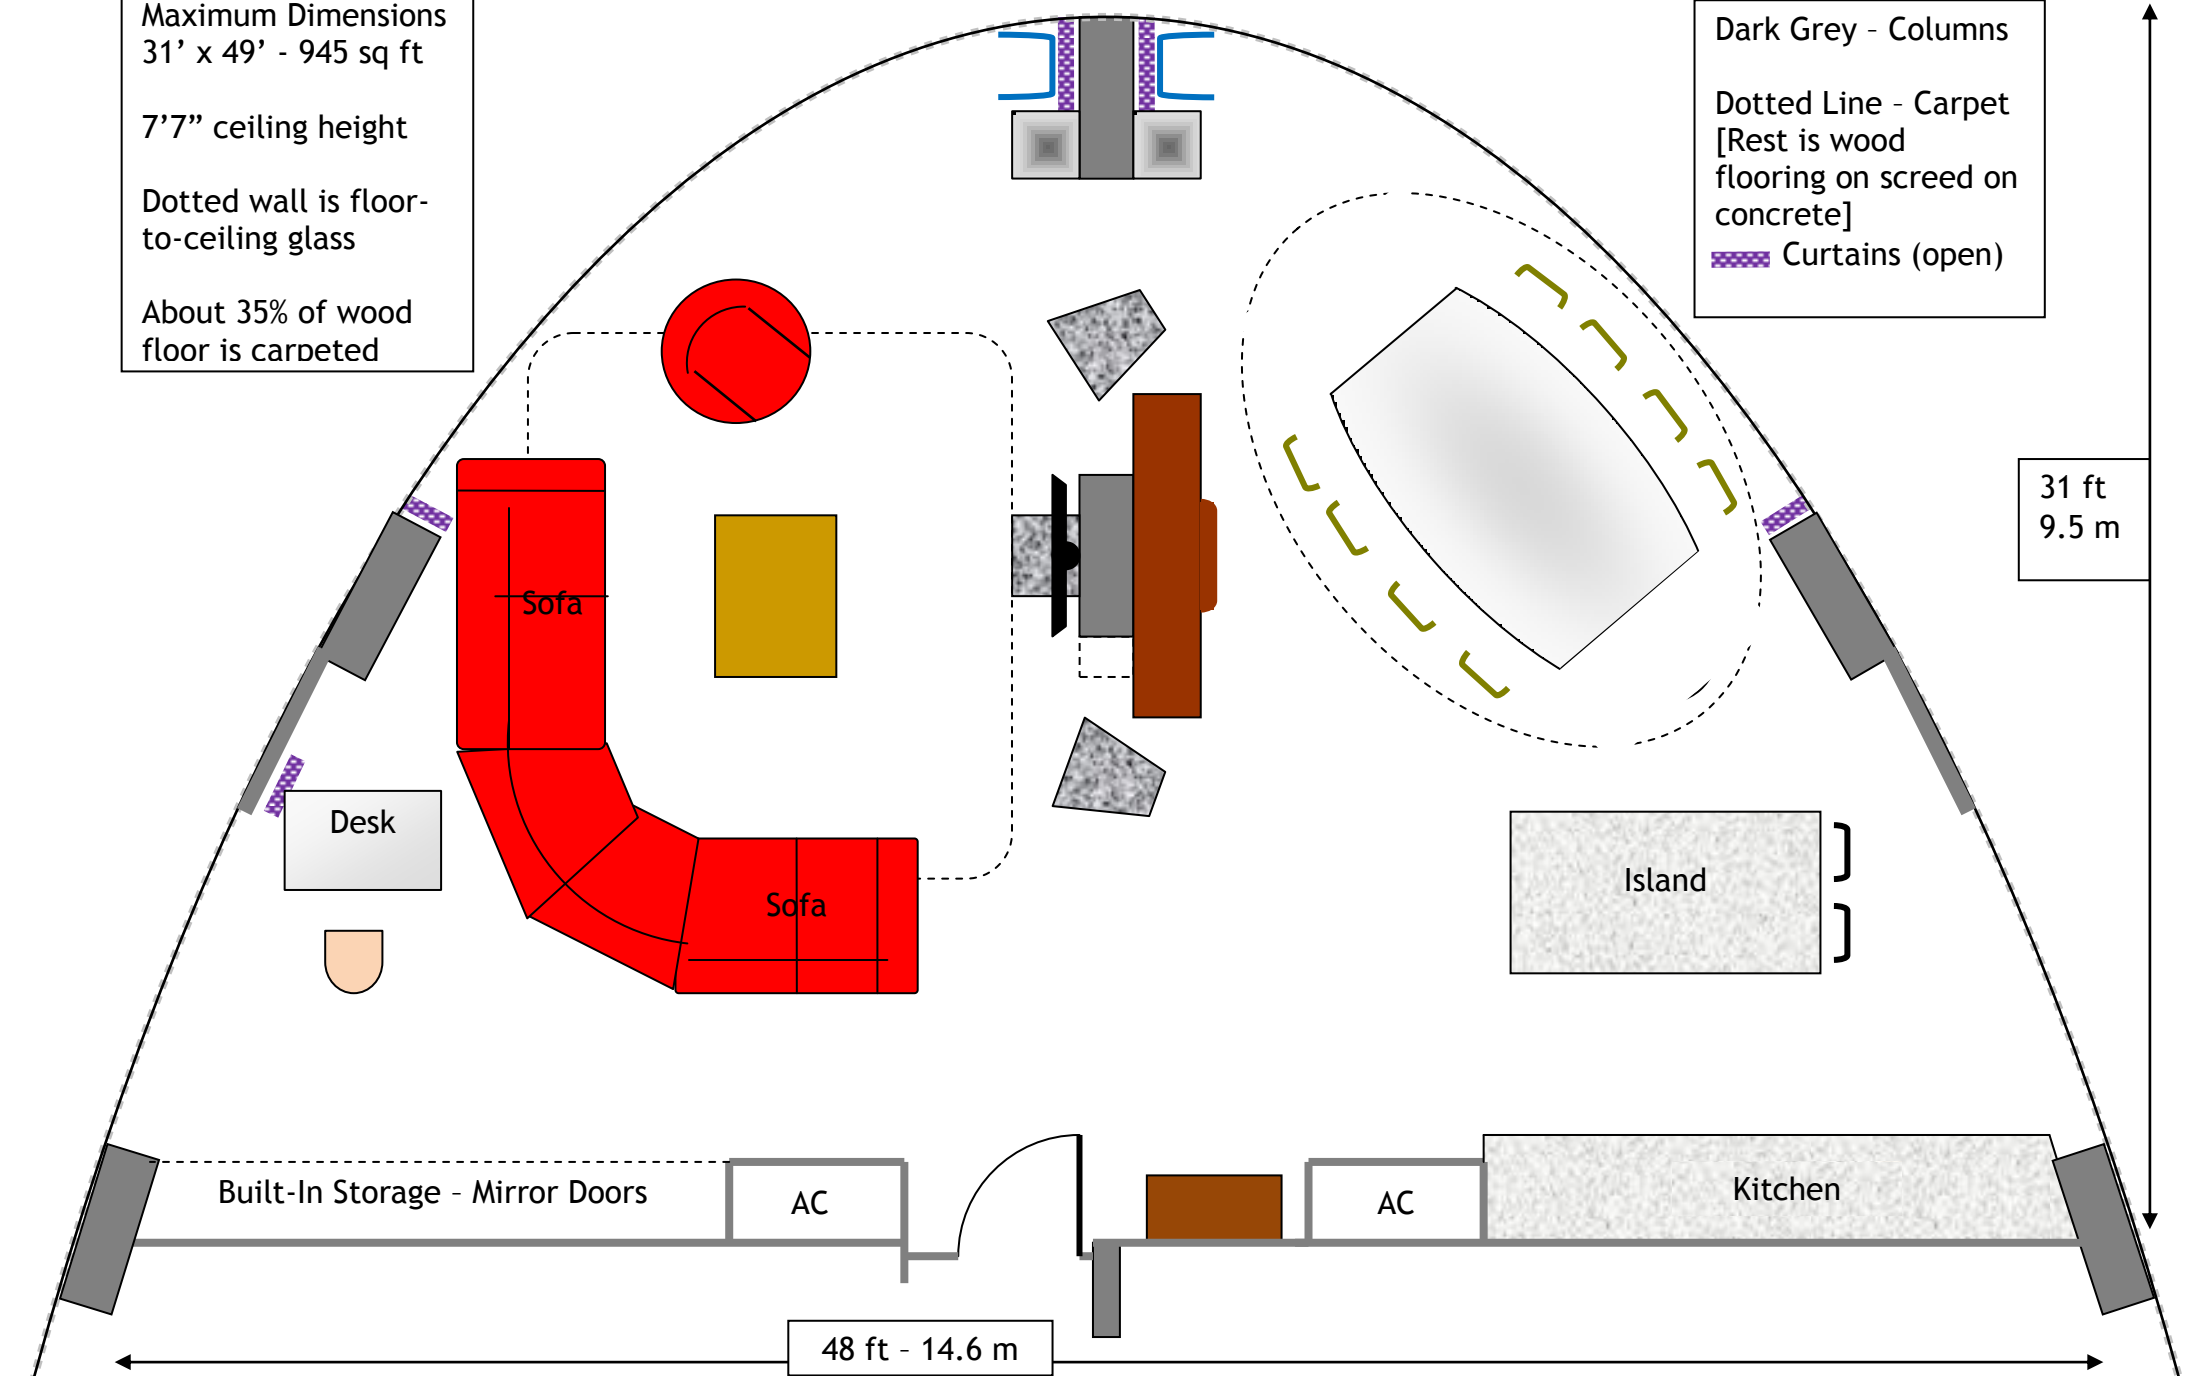 Maximum Dimensions
31’ x 49’ - 945 sq ft
7’7” ceiling height
Dotted wall is floor-
to-ceiling glass
About 35% of wood
floor is carpeted
Dark Grey – Columns
Dotted Line – Carpet
[Rest is wood
flooring on screed on
concrete]
Curtains (open)
31 ft
9.5 m
Sofa
Desk
Sofa
Island
Built-In Storage – Mirror Doors
AC
AC
Kitchen
48 ft – 14.6 m